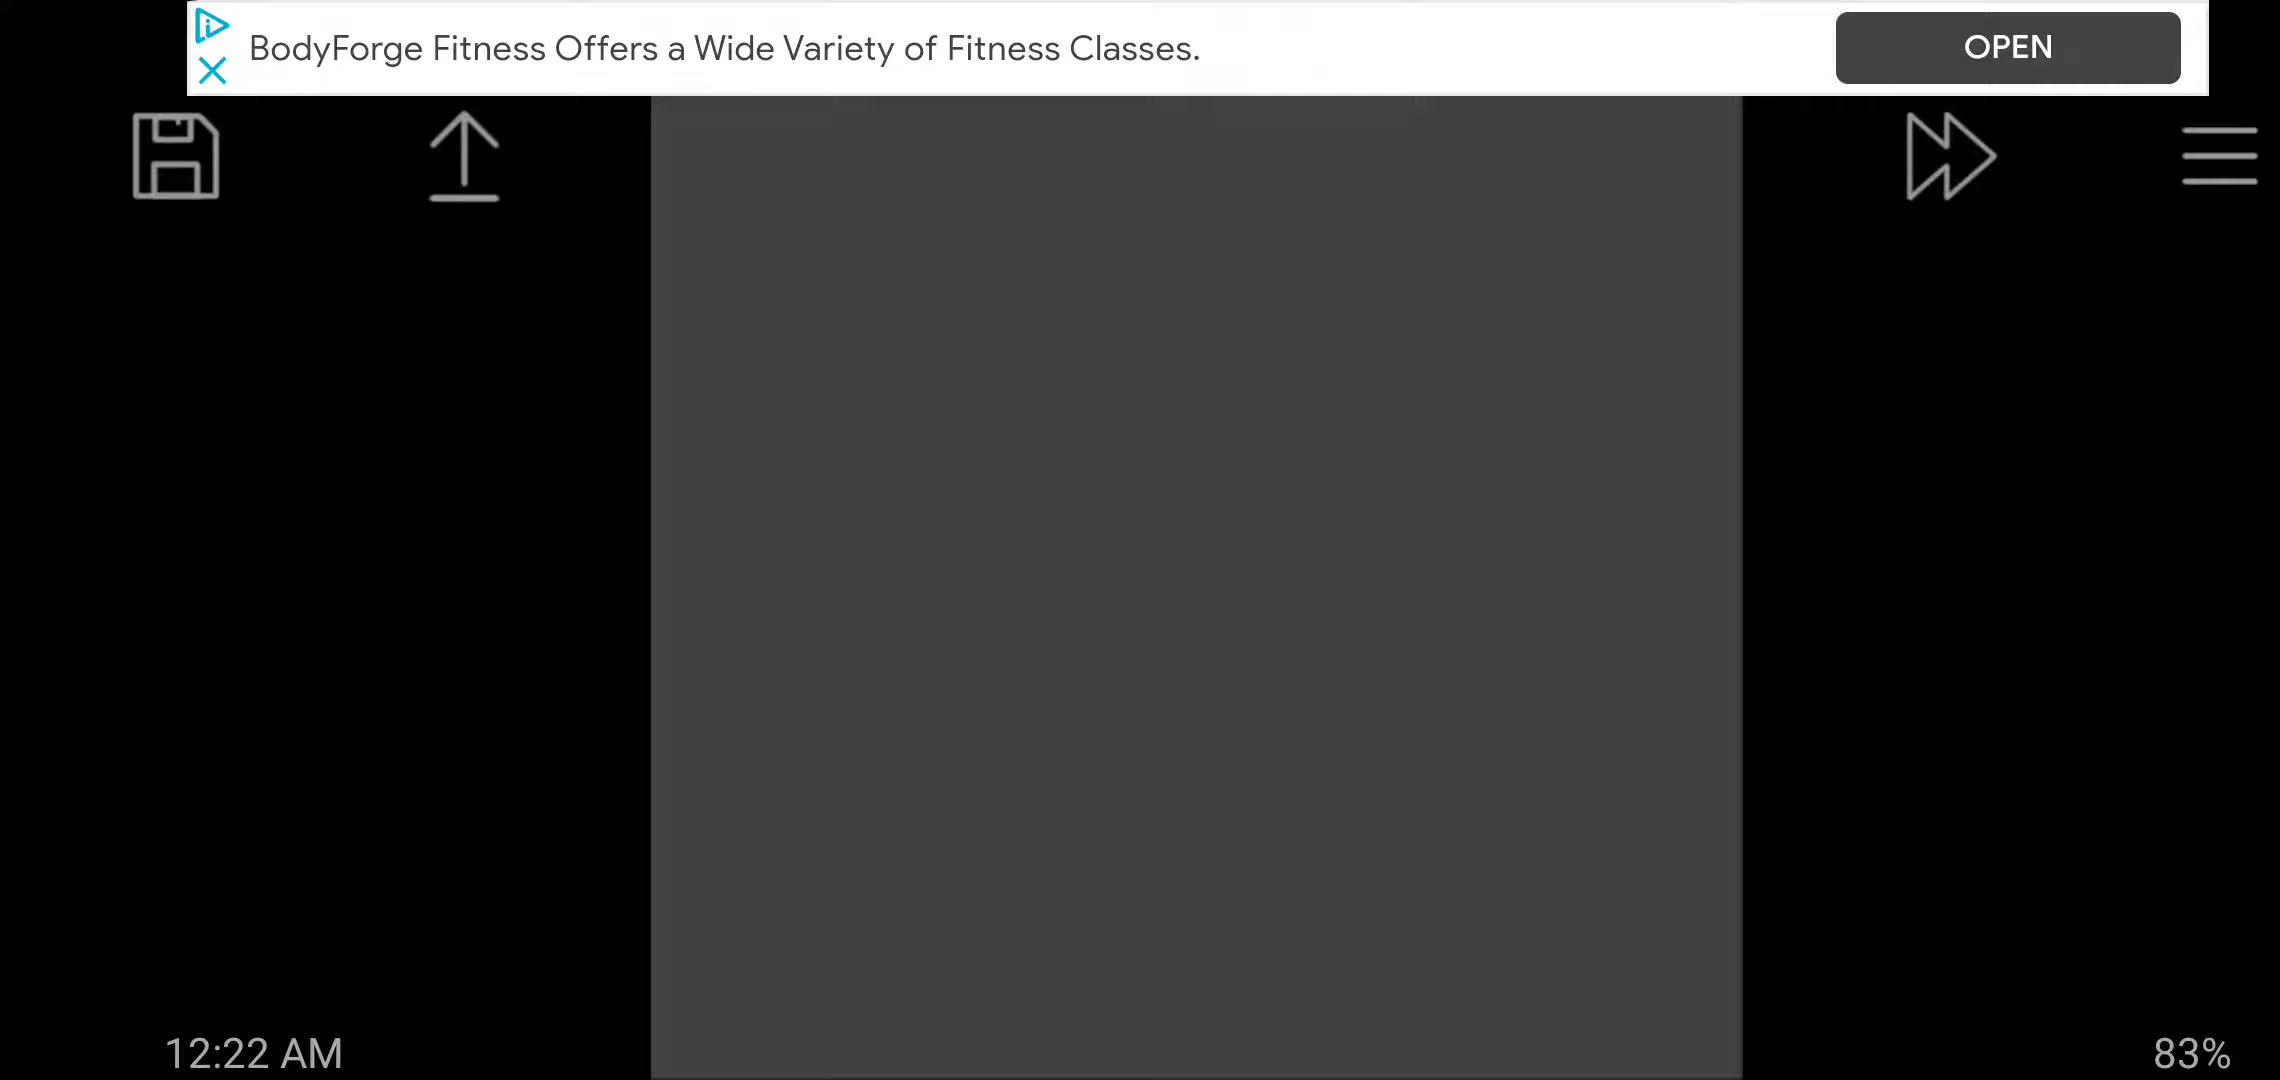 BodyForge Fitness Offers a Wide Variety of Fitness Classes.
OPEN
12:22 AM
83%